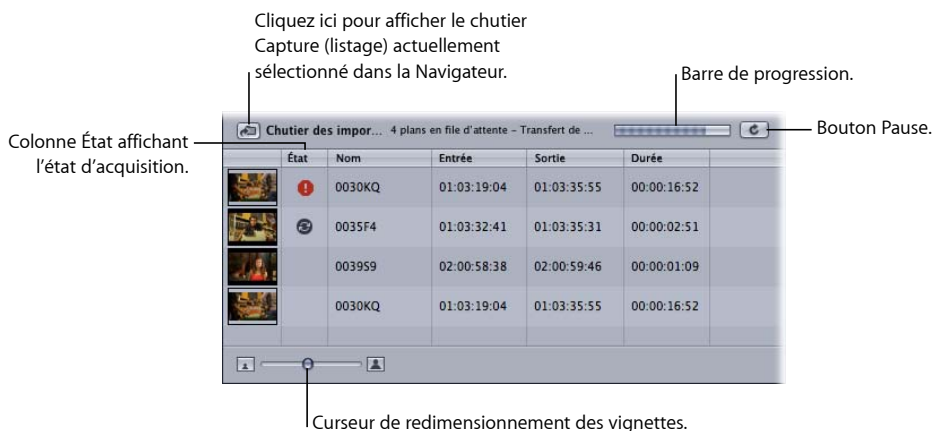 Cliquez ici pour afficher le chutier
Capture (listage) actuellement
sélectionné dans la Navigateur.
Barre de progression.
Chutier des impor... 4 plans en file d'attente – Transfert de ...
Bouton Pause.
Colonne État affichant
l'état d'acquisition.
État Nom Entrée Sortie Durée
0030KQ 01:03:19:04 01:03:35:55 00:00:16:52
0035F4 01:03:32:41 01:03:35:31 00:00:02:51
0039S9 02:00:58:38 02:00:59:46 00:00:01:09
0030KQ 01:03:19:04 01:03:35:55 00:00:16:52
Curseur de redimensionnement des vignettes.